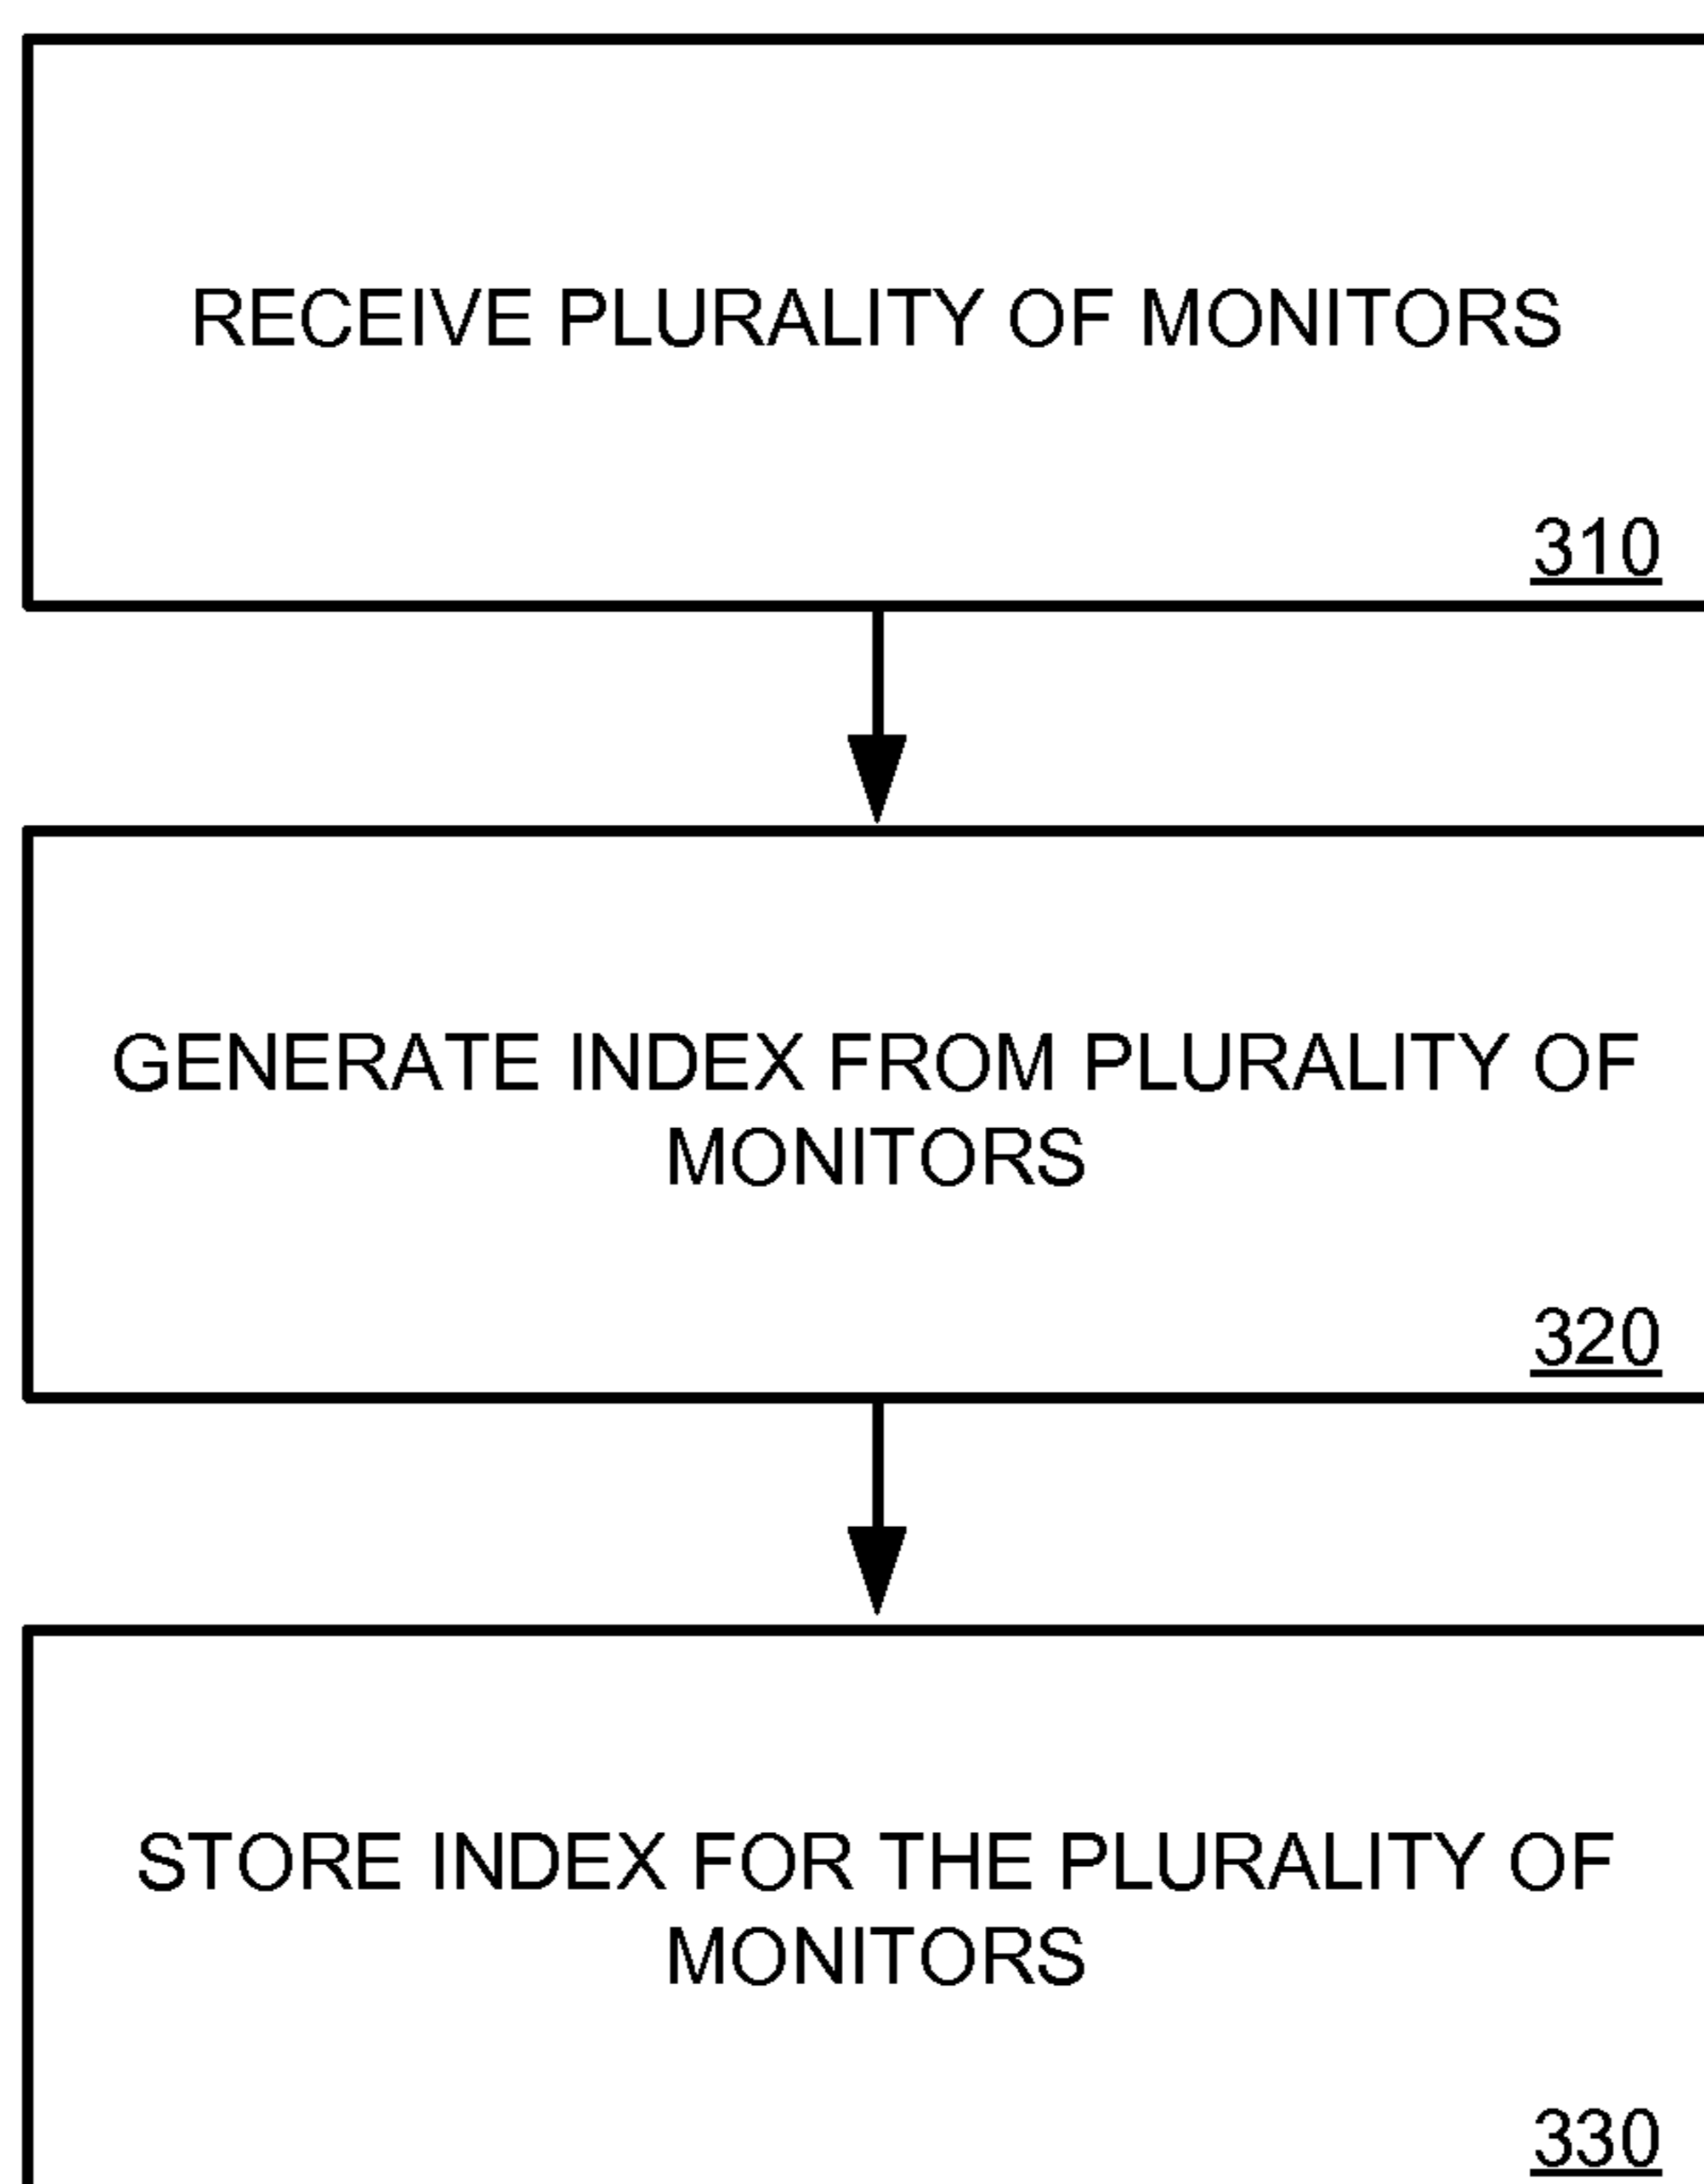 RECEIVE PLURALITY OF MONITORS
310
GENERATE INDEX FROM PLURALITY OF
MONITORS
320
STORE INDEX FOR THE PLURALITY OF
MONITORS
330